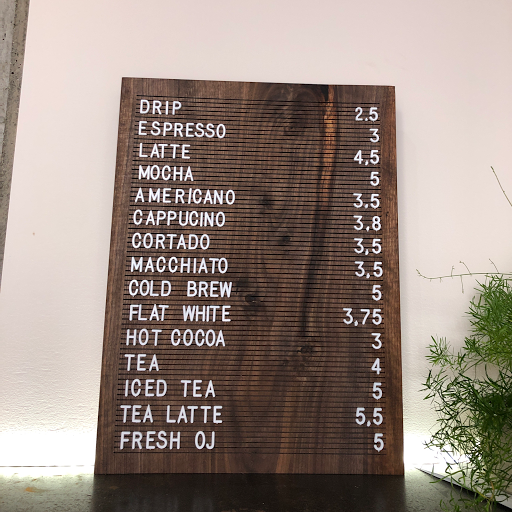 DRIP 2.5
ESPRESSO 3
LATTE 4,5
MOCHA 5
AMERICANO 3,5
CAPPUCINO 3,8
CORTADO 3,5
MACCHIATO 3,5
COLD BREW 5
FLAT WHITE 3,75
HOT COCOA 3
TEA 4
ICED TEA 5
TEA LATTE 5,5
FRESH OJ 5